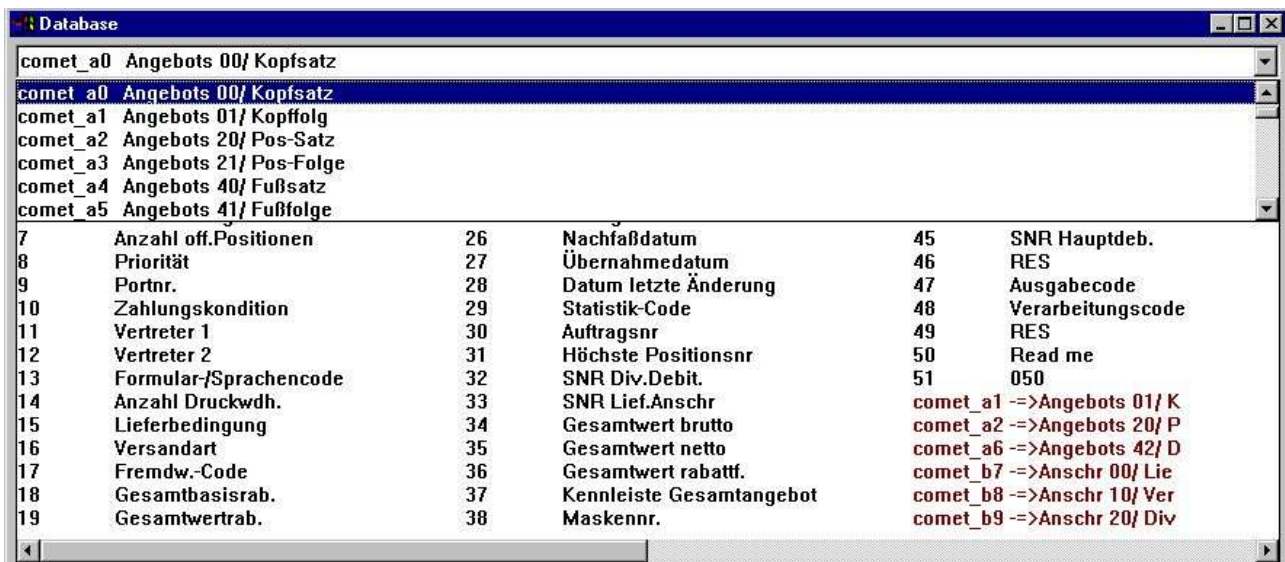 Database
comet_a0 Angebots 00/ Kopfsatz
comet_a0 Angebots 00/ Kopfsatz
comet_a1 Angebots 01/ Kopffolg
comet_a2 Angebots 20/ Pos-Satz
comet_a3 Angebots 21/ Pos-Folge
comet_a4 Angebots 40/ Fußsatz
comet_a5 Angebots 41/ Fußfolge
7 Anzahl off.Positionen 26 Nachfaßdatum 45 SNR Hauptdeb.
8 Priorität 27 Übernahmedatum 46 RES
9 Portnr. 28 Datum letzte Änderung 47 Ausgabecode
10 Zahlungskondition 29 Statistik-Code 48 Verarbeitungscode
11 Vertreter 1 30 Auftragsnr 49 RES
12 Vertreter 2 31 Höchste Positionsnr 50 Read me
13 Formular-/Sprachencode 32 SNR Div.Debit. 51 050
14 Anzahl Druckwdh. 33 SNR Lief.Anschr comet_a1 -=>Angebots 01/ K
15 Lieferbedingung 34 Gesamtwert brutto comet_a2 -=>Angebots 20/ P
16 Versandart 35 Gesamtwert netto comet_a6 -=>Angebots 42/ D
17 Fremdw.-Code 36 Gesamtwert rabattf. comet_b7 -=>Anschr 00/ Lie
18 Gesamtbasisrab. 37 Kennleiste Gesamtangebot comet_b8 -=>Anschr 10/ Ver
19 Gesamtwertrab. 38 Maskennr. comet_b9 -=>Anschr 20/ Div